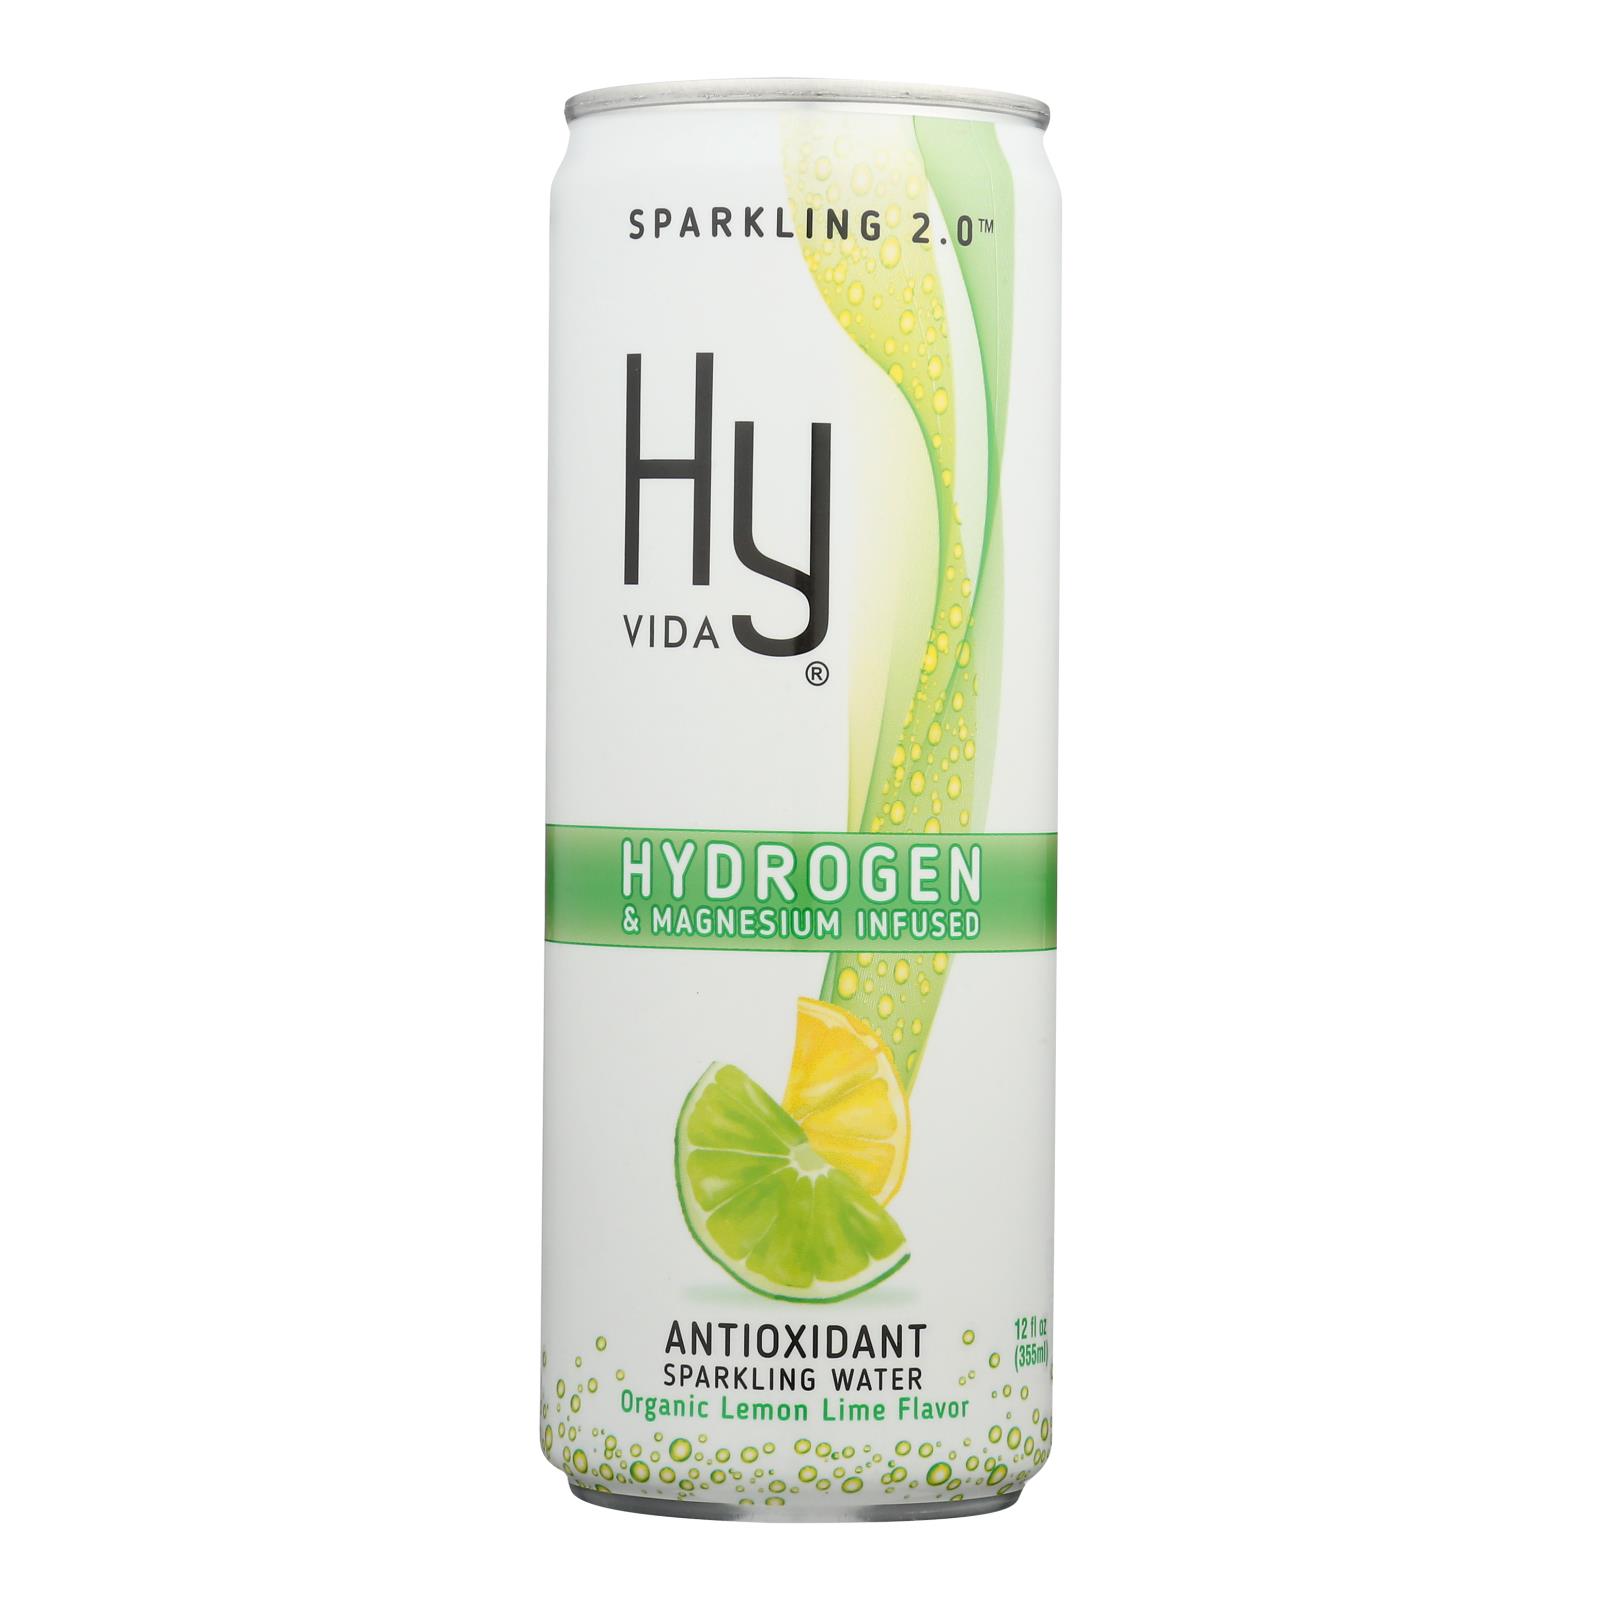 SPARKLING 2.0™
Hy
VIDA
®
HYDROGEN
& MAGNESIUM INFUSED
ANTIOXIDANT
SPARKLING WATER
Organic Lemon Lime Flavor
12 fl oz
(355ml)